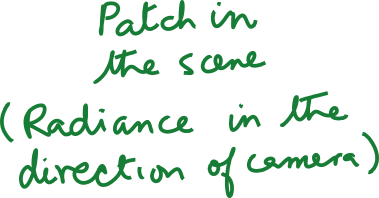 Patch in
the scene
(Radiance in the
direction of camera)